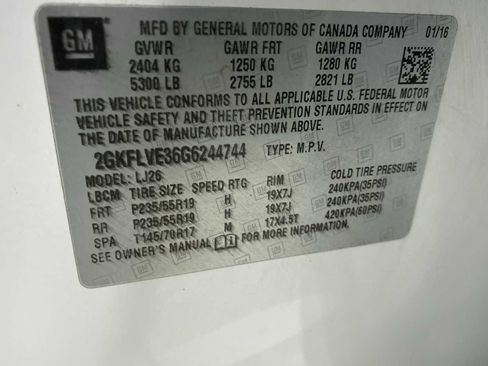 GM
MFD BY GENERAL MOTORS OF CANADA COMPANY 01/16
GVWR GAWR FRT GAWR RR
2404 KG 1250 KG 1280 KG
5300 LB 2755 LB 2821 LB
THIS VEHICLE CONFORMS TO ALL APPLICABLE U.S. FEDERAL MOTOR
VEHICLE SAFETY AND THEFT PREVENTION STANDARDS IN EFFECT ON
THE DATE OF MANUFACTURE SHOWN ABOVE.
2GKFLVE36G6244744 TYPE: M.P.V.
MODEL: LJ26
LBCM TIRE SIZE SPEED RTG RIM COLD TIRE PRESSURE
FRT P235/55R19 H 19X7J 240KPA(35PSI)
RR P235/55R19 H 19X7J 240KPA(35PSI)
SPA T145/70R17 M 17X4.5T 420KPA(60PSI)
SEE OWNER'S MANUAL FOR MORE INFORMATION.